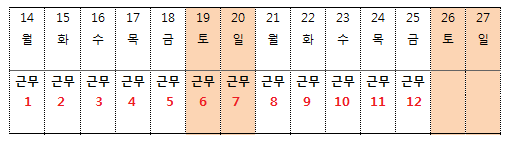 14 15 16 17 18 19 20 21 22 23 24 25 26 27
월 화 수 목 금 토 일 월 화 수 목 금 토 일
근무 근무 근무 근무 근무 근무 근무 근무 근무 근무 근무 근무
1 2 3 4 5 6 7 8 9 10 11 12